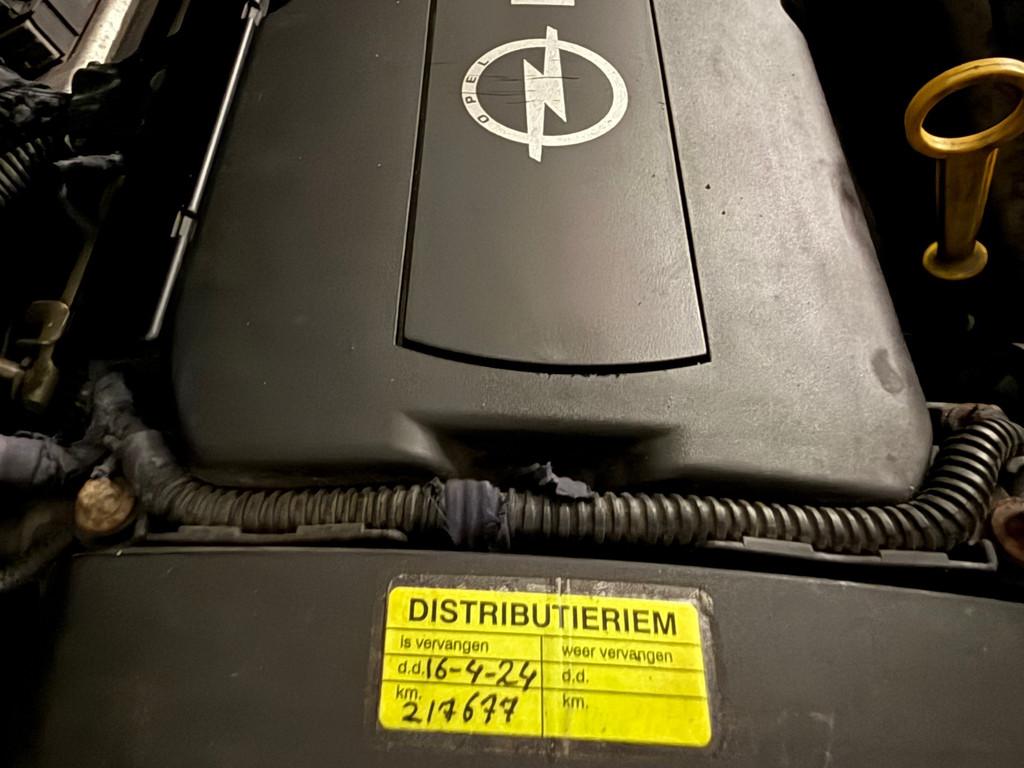 OPEL
DISTRIBUTIERIEM
is vervangen
weer vervangen
d.d. 16-4-24
d.d.
km. 217677
km.